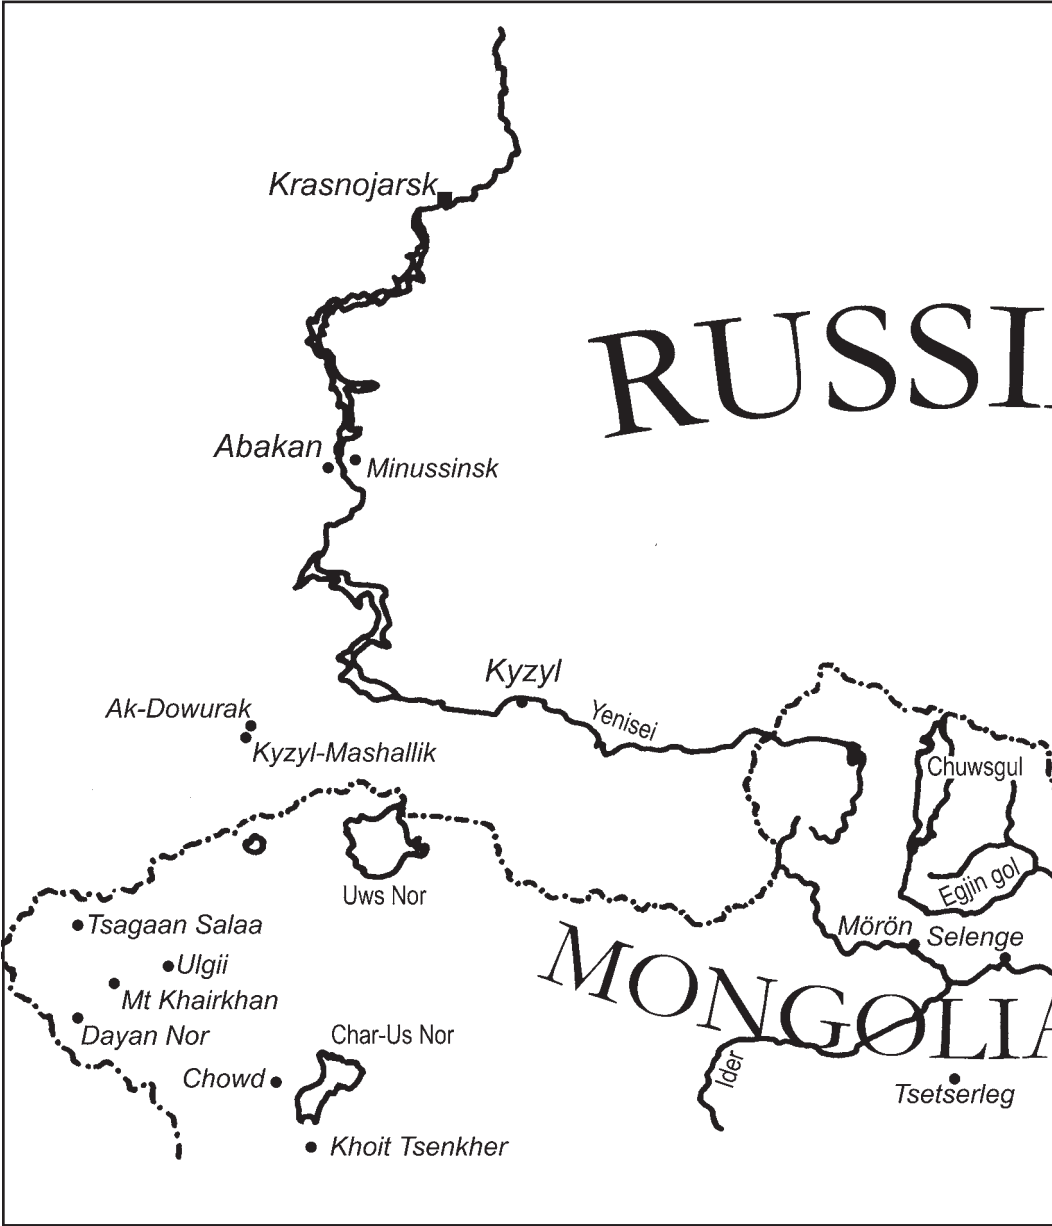 Krasnojarsk
RUSSI
Abakan
Minussinsk
Kyzyl
Yenisei
Ak-Dowurak
Kyzyl-Mashallik
Chuwsgul
Uws Nor
Egjin gol
Tsagaan Salaa
Mörön
Selenge
Ulgii
MONGOLIA
Mt Khairkhan
Dayan Nor
Char-Us Nor
Ider
Chowd
Tsetserleg
Khoit Tsenkher